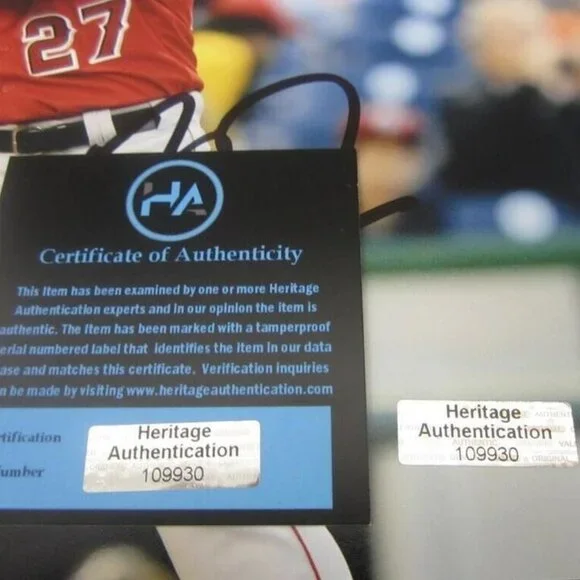 27
HA
Certificate of Authenticity
This Item has been examined by one or more Heritage
Authentication experts and in our opinion the item is
authentic. The Item has been marked with a tamperproof
erial numbered label that identifies the Item in our data
ase and matches this certificate. Verification inquiries
n be made by visiting www.heritageauthentication.com
rtification
umber
Heritage
Authentication
109930
Heritage
Authentication
109930